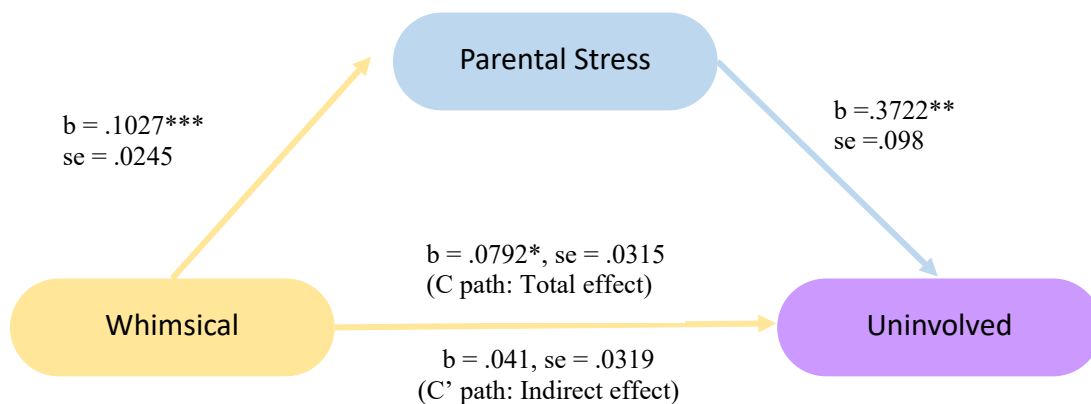 Parental Stress
b = .1027***
se = .0245
b =.3722**
se =.098
b = .0792*, se = .0315
(C path: Total effect)
Whimsical
Uninvolved
b = .041, se = .0319
(C’ path: Indirect effect)